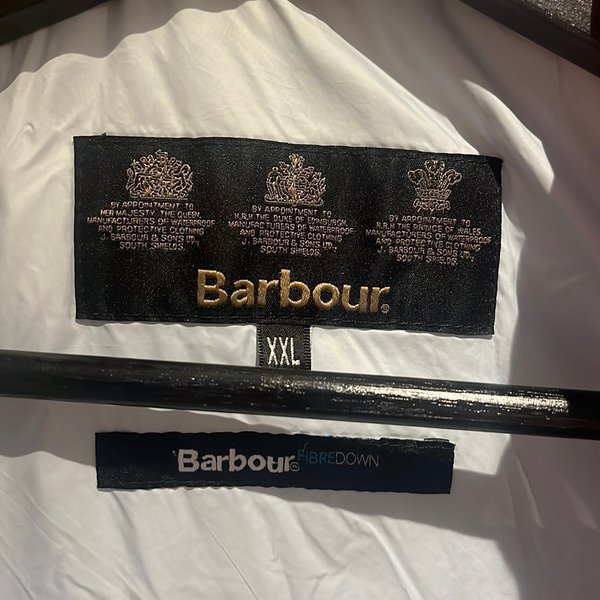 BY APPOINTMENT TO
HER MAJESTY THE QUEEN,
MANUFACTURERS OF WATERPROOF
AND PROTECTIVE CLOTHING
J. BARBOUR & SONS LTD.,
SOUTH SHIELDS
BY APPOINTMENT TO
H.R.H THE DUKE OF EDINBURGH,
MANUFACTURERS OF WATERPROOF
& PROTECTIVE CLOTHING
J. BARBOUR & SONS LTD.,
SOUTH SHIELDS
BY APPOINTMENT TO
H.R.H THE PRINCE OF WALES,
MANUFACTURERS OF WATERPROOF
AND PROTECTIVE CLOTHING
J. BARBOUR & SONS LTD.,
SOUTH SHIELDS
Barbour®
XXL
Barbour® FIBREDOWN